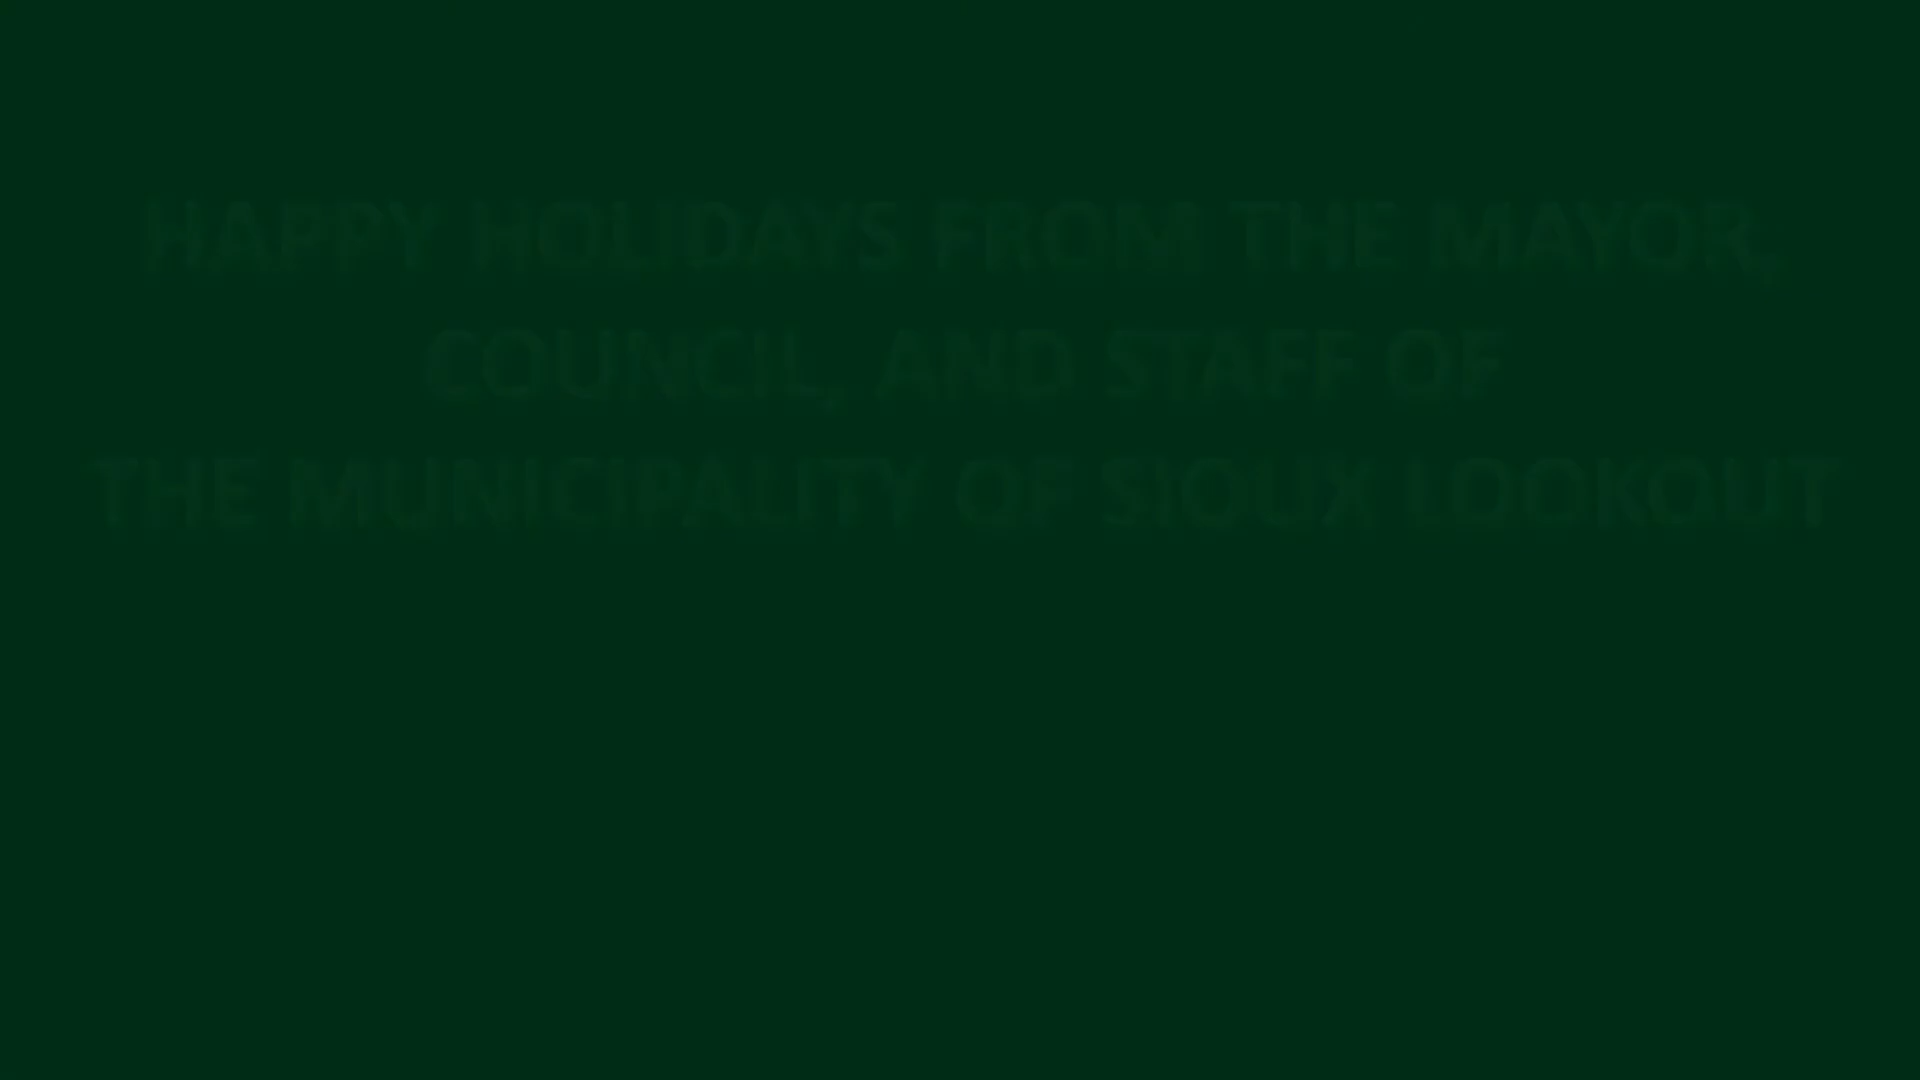 HAPPY HOLIDAYS FROM THE MAYOR,
COUNCIL, AND STAFF OF
THE MUNICIPALITY OF SIOUX LOOKOUT